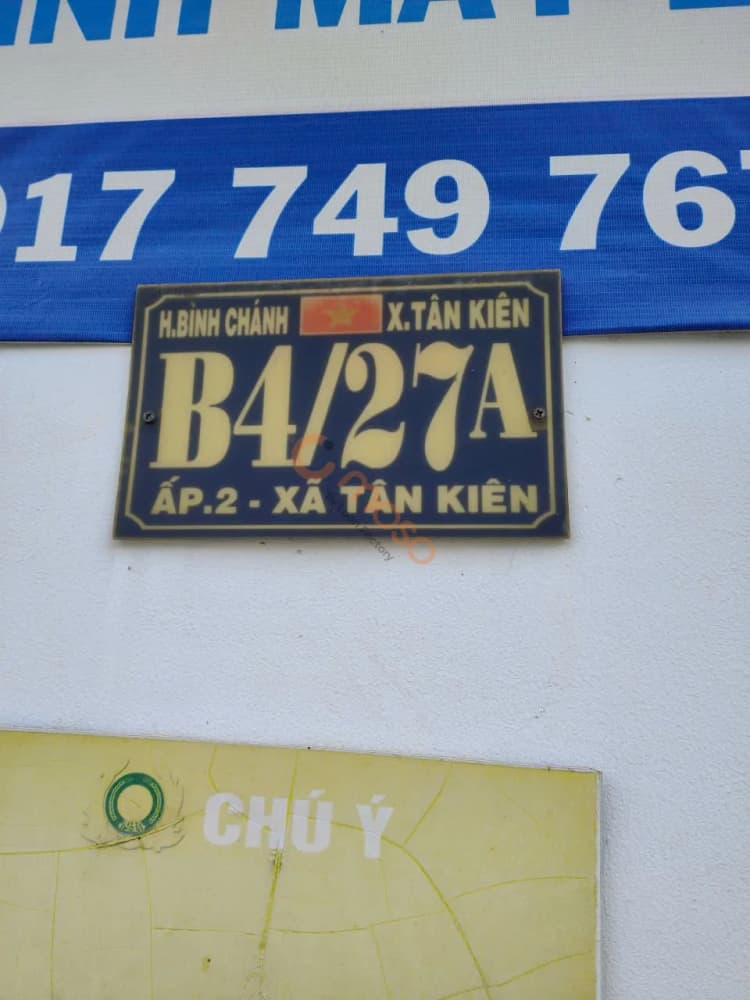 017 749 767
H.BÌNH CHÁNH X.TÂN KIÊN
B4/27A
ẤP.2 - XÃ TÂN KIÊN
CHÚ Ý